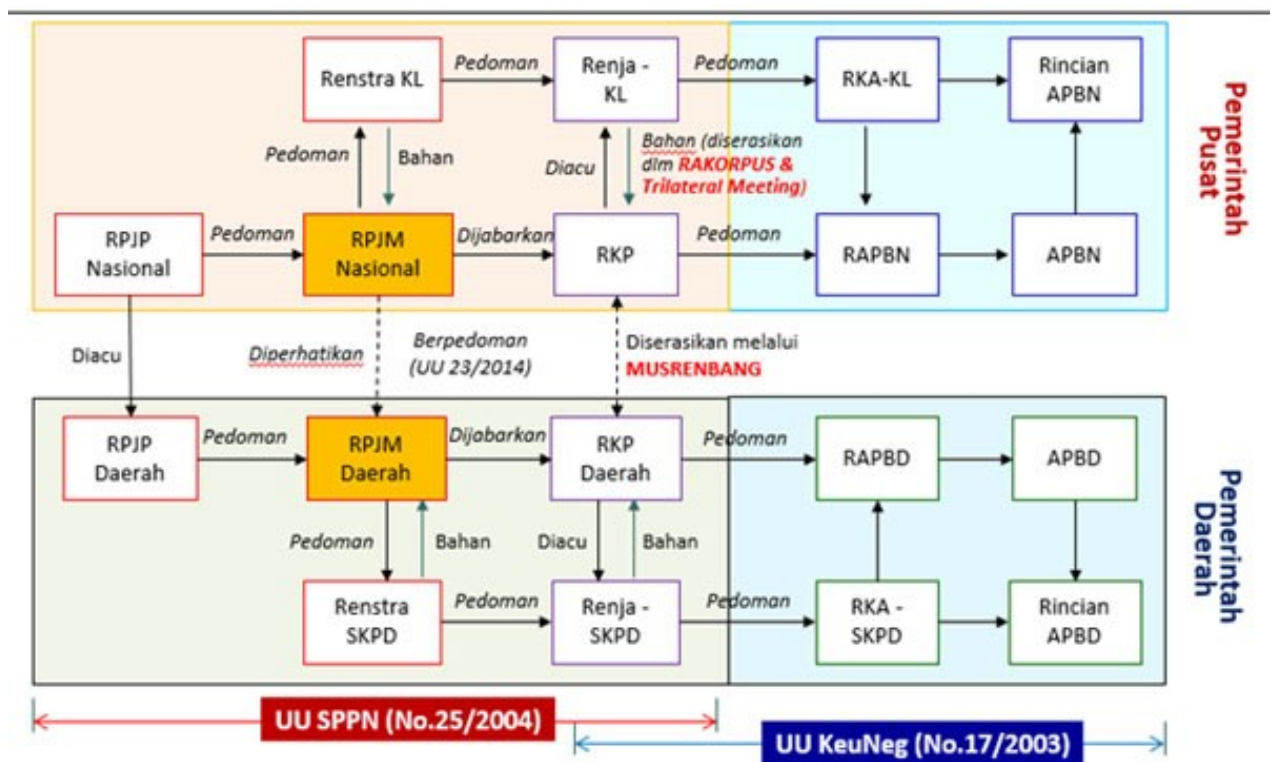 Renstra KL
Pedoman
Renja -
KL
Pedoman
RKA-KL
Rincian
APBN
Pedoman
Bahan
Diacu
Bahan (diserasikan
dlm RAKORPUS &
Trilateral Meeting)
RPJP
Nasional
Pedoman
RPJM
Nasional
Dijabarkan
RKP
Pedoman
RAPBN
APBN
Pemerintah
Pusat
Diacu
Diperhatikan
Berpedoman
(UU 23/2014)
Diserasikan melalui
MUSRENBANG
RPJP
Daerah
Pedoman
RPJM
Daerah
Dijabarkan
RKP
Daerah
Pedoman
RAPBD
APBD
Pedoman
Bahan
Diacu
Bahan
Renstra
SKPD
Pedoman
Renja -
SKPD
Pedoman
RKA -
SKPD
Rincian
APBD
Pemerintah
Daerah
UU SPPN (No.25/2004)
UU KeuNeg (No.17/2003)